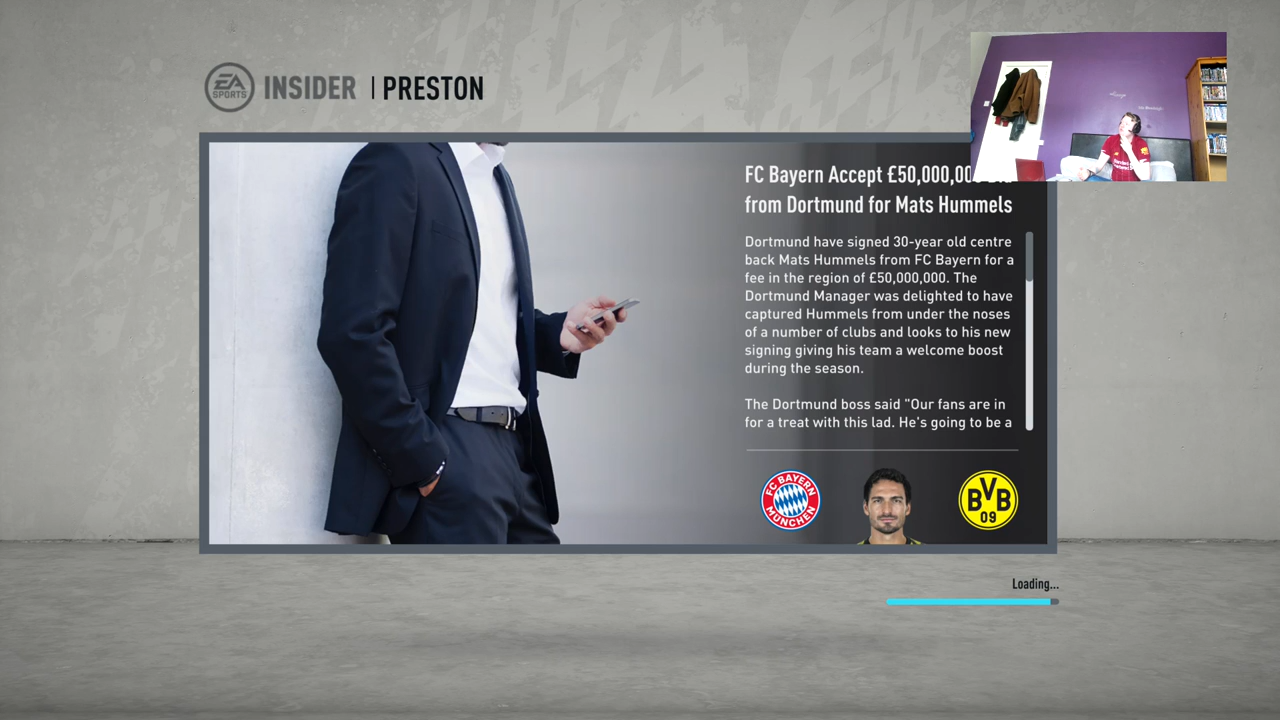 EA SPORTS INSIDER | PRESTON
FC Bayern Accept £50,000,00
from Dortmund for Mats Hummels
Dortmund have signed 30-year old centre
back Mats Hummels from FC Bayern for a
fee in the region of £50,000,000. The
Dortmund Manager was delighted to have
captured Hummels from under the noses
of a number of clubs and looks to his new
signing giving his team a welcome boost
during the season.
The Dortmund boss said "Our fans are in
for a treat with this lad. He's going to be a
FC BAYERN MÜNCHEN
BVB 09
Loading...